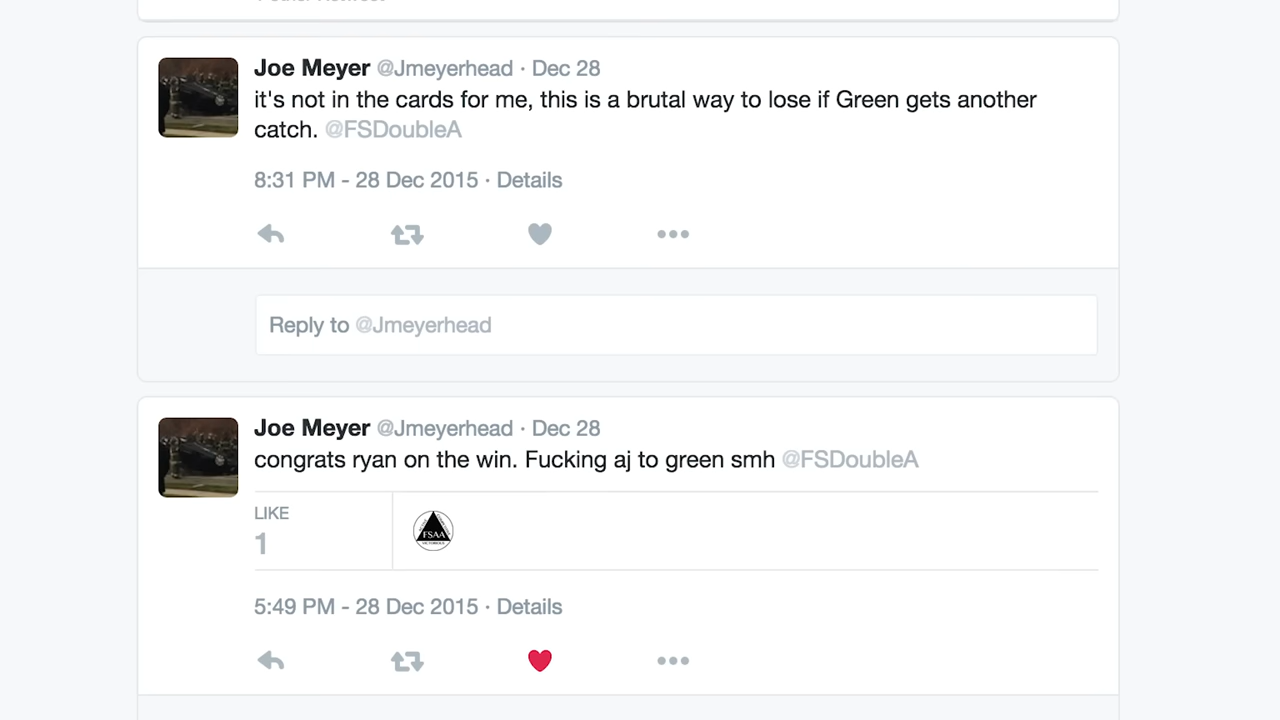 Joe Meyer @Jmeyerhead · Dec 28
it's not in the cards for me, this is a brutal way to lose if Green gets another
catch. @FSDoubleA
8:31 PM - 28 Dec 2015 · Details
Reply to @Jmeyerhead
Joe Meyer @Jmeyerhead · Dec 28
congrats ryan on the win. Fucking aj to green smh @FSDoubleA
LIKE
1
FSAA
5:49 PM - 28 Dec 2015 · Details